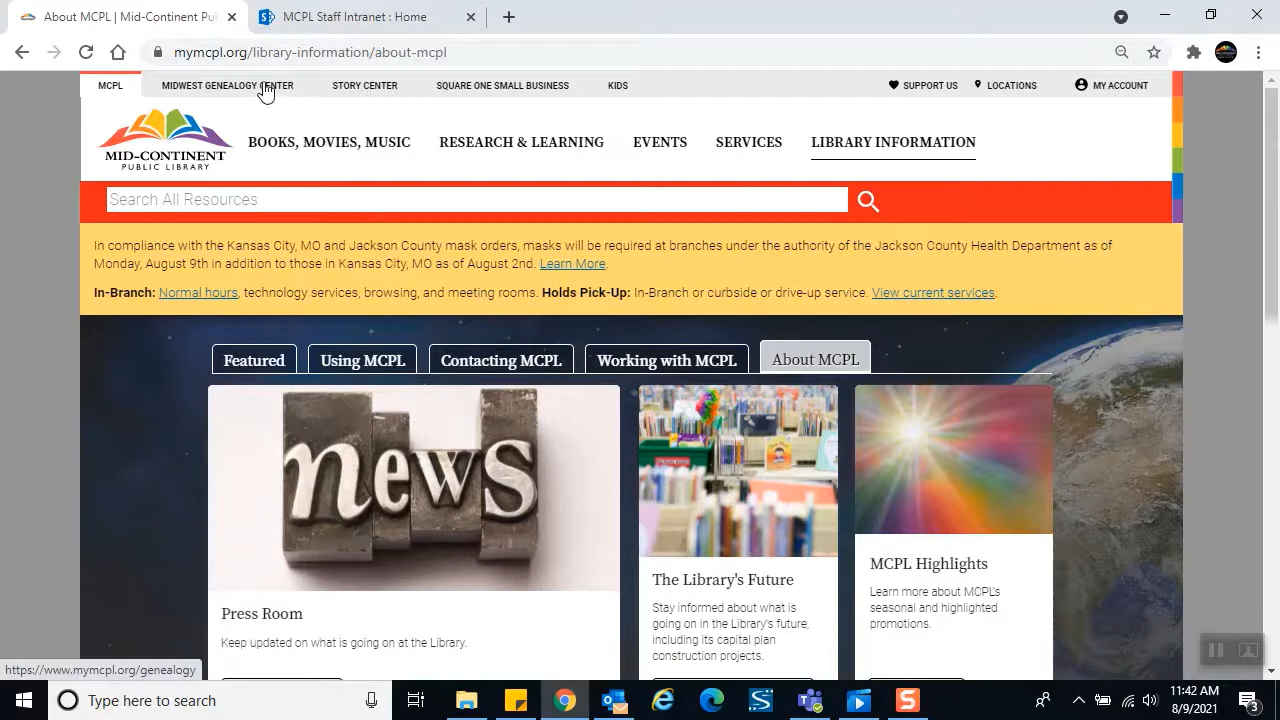 About MCPL | Mid-Continent Pu
MCPL Staff Intranet : Home
mymcpl.org/library-information/about-mcpl
MCPL
MIDWEST GENEALOGY CENTER
STORY CENTER
SQUARE ONE SMALL BUSINESS
KIDS
SUPPORT US
LOCATIONS
MY ACCOUNT
MID-CONTINENT
PUBLIC LIBRARY
BOOKS, MOVIES, MUSIC
RESEARCH & LEARNING
EVENTS
SERVICES
LIBRARY INFORMATION
Search All Resources
In compliance with the Kansas City, MO and Jackson County mask orders, masks will be required at branches under the authority of the Jackson County Health Department as of
Monday, August 9th in addition to those in Kansas City, MO as of August 2nd. Learn More.
In-Branch: Normal hours, technology services, browsing, and meeting rooms. Holds Pick-Up: In-Branch or curbside or drive-up service. View current services.
Featured
Using MCPL
Contacting MCPL
Working with MCPL
About MCPL
news
Press Room
Keep updated on what is going on at the Library.
The Library's Future
Stay informed about what is
going on in the Library's future,
including its capital plan
construction projects.
MCPL Highlights
Learn more about MCPL's
seasonal and highlighted
promotions.
https://www.mymcpl.org/genealogy
Type here to search
11:42 AM
8/9/2021
3